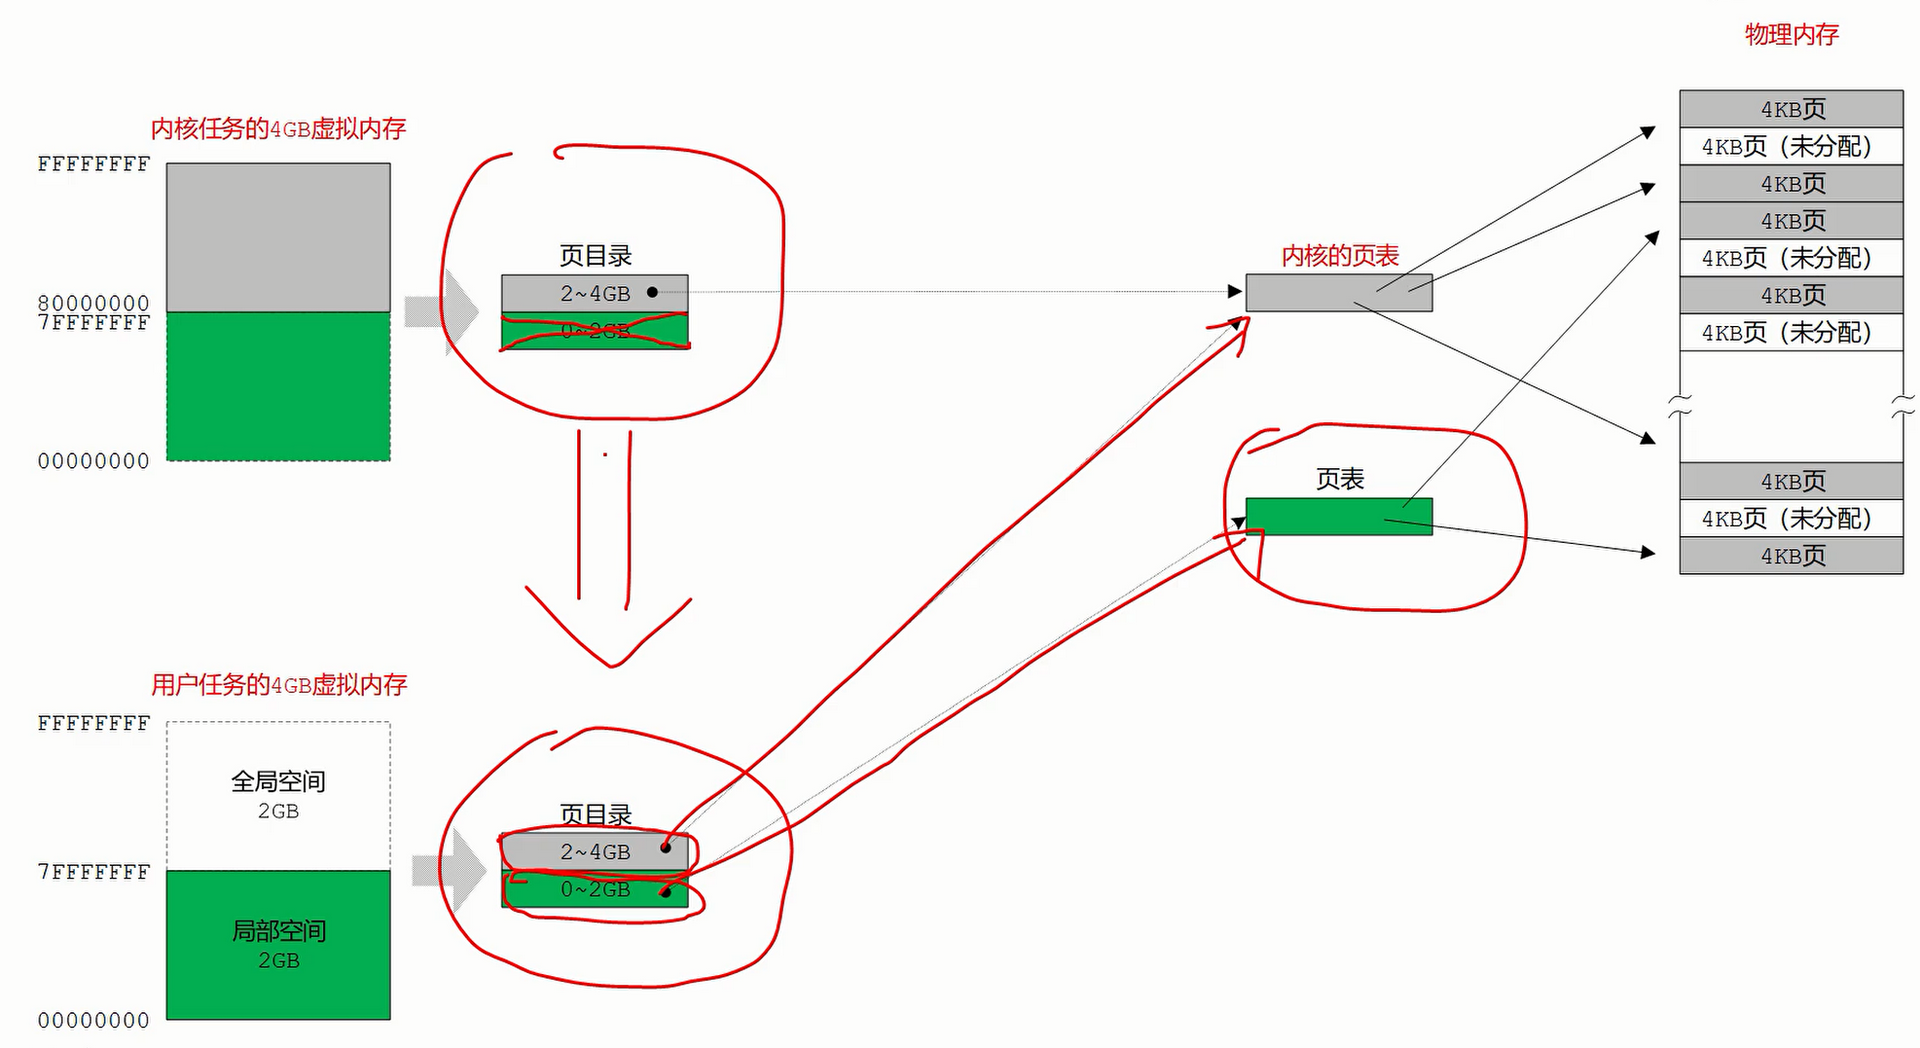 物理内存
4KB页
4KB页（未分配）
4KB页
4KB页
4KB页（未分配）
4KB页
4KB页（未分配）
4KB页
4KB页（未分配）
4KB页
内核任务的4GB虚拟内存
FFFFFFFF
80000000
7FFFFFFF
00000000
页目录
2~4GB
0~2GB
内核的页表
页表
用户任务的4GB虚拟内存
FFFFFFFF
全局空间
2GB
7FFFFFFF
局部空间
2GB
00000000
页目录
2~4GB
0~2GB